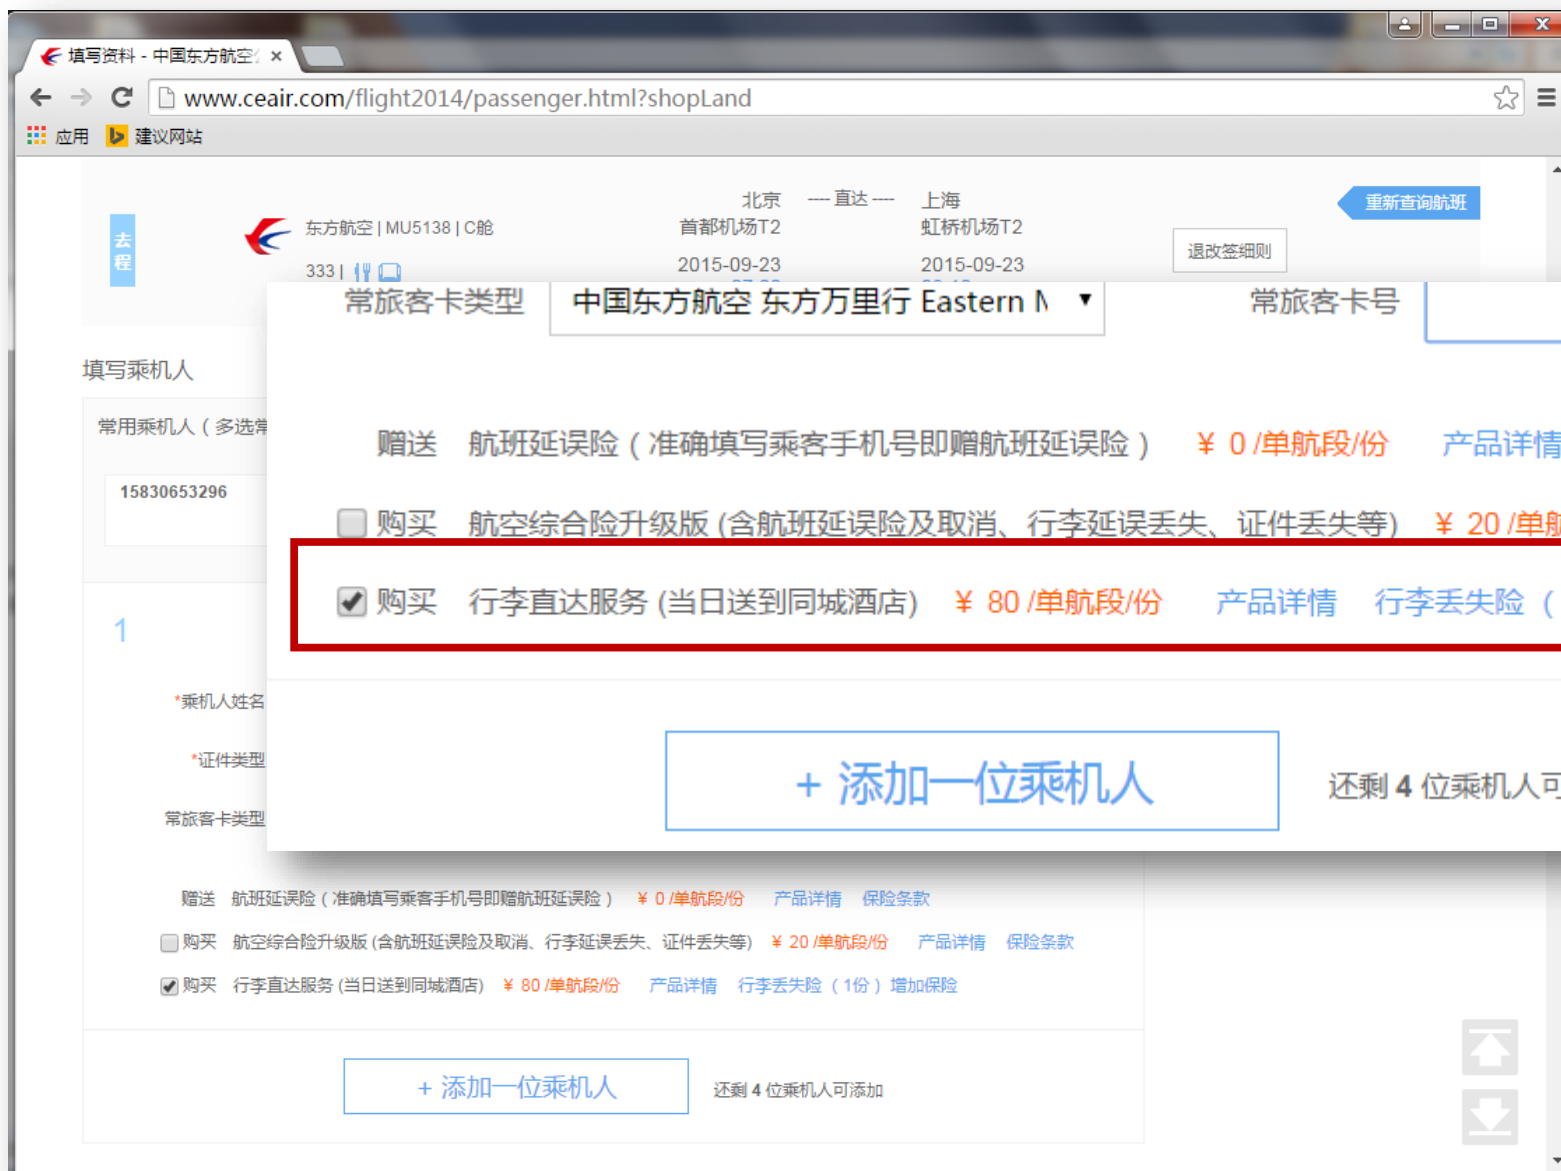 填写资料 - 中国东方航空
www.ceair.com/flight2014/passenger.html?shopLand
应用 建议网站
去程
东方航空 | MU5138 | C舱
333 |
北京 ---- 直达 ---- 上海
首都机场T2 虹桥机场T2
2015-09-23 2015-09-23
退改签细则
重新查询航班
常旅客卡类型 中国东方航空 东方万里行 Eastern 常旅客卡号
赠送 航班延误险 ( 准确填写乘客手机号即赠航班延误险 ) ¥ 0 /单航段/份 产品详情
购买 航空综合险升级版 (含航班延误险及取消、行李延误丢失、证件丢失等) ¥ 20 /单航
购买 行李直达服务 (当日送到同城酒店) ¥ 80 /单航段/份 产品详情 行李丢失险 (
+ 添加一位乘机人
还剩 4 位乘机人可
填写乘机人
常用乘机人 ( 多选常
15830653296
1
*乘机人姓名
*证件类型
常旅客卡类型
赠送 航班延误险 ( 准确填写乘客手机号即赠航班延误险 ) ¥ 0 /单航段/份 产品详情 保险条款
购买 航空综合险升级版 (含航班延误险及取消、行李延误丢失、证件丢失等) ¥ 20 /单航段/份 产品详情 保险条款
购买 行李直达服务 (当日送到同城酒店) ¥ 80 /单航段/份 产品详情 行李丢失险 ( 1份 ) 增加保险
+ 添加一位乘机人
还剩 4 位乘机人可添加